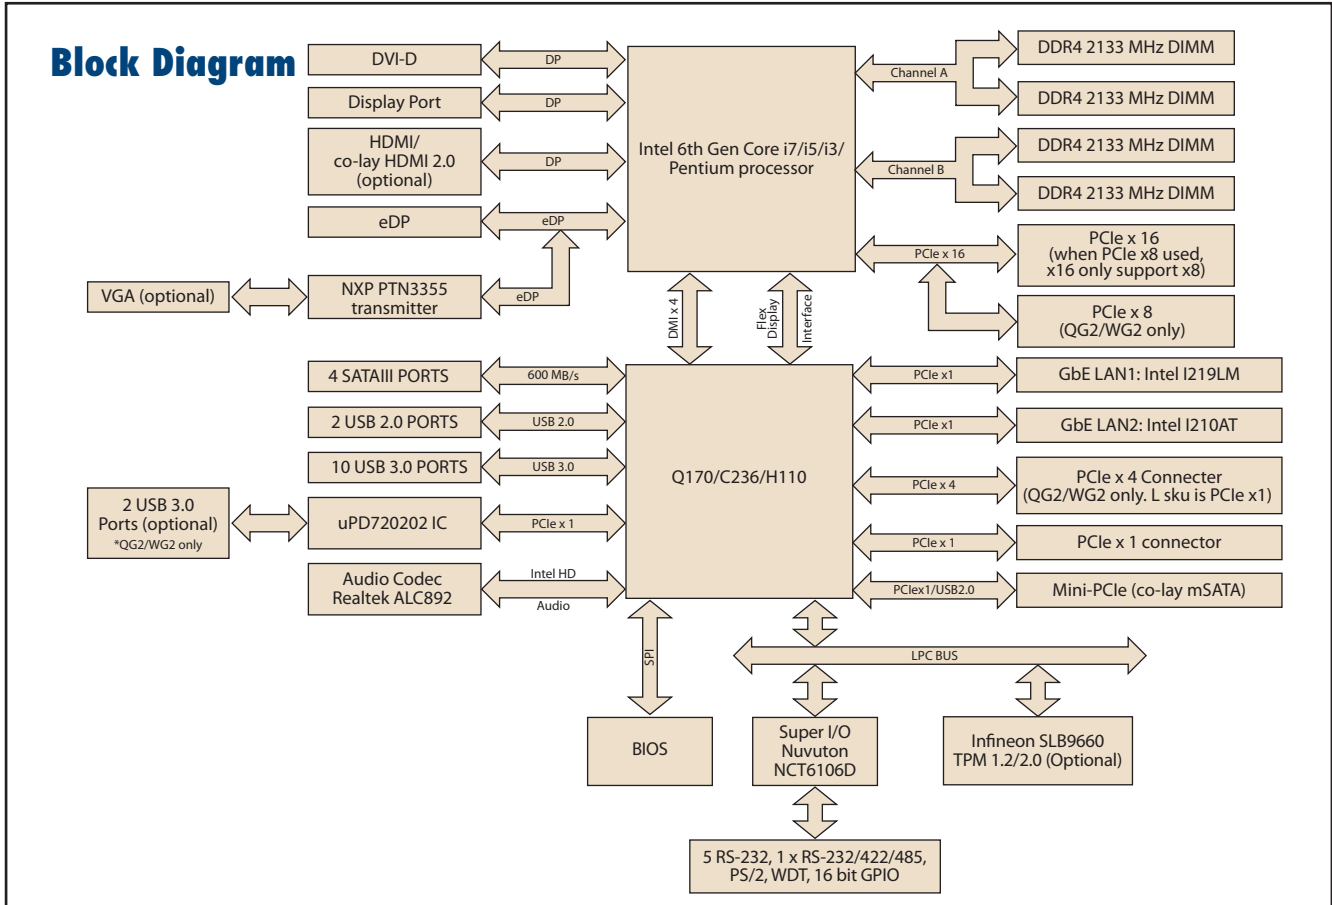 Block Diagram
DVI-D
DP
Display Port
DP
HDMI/
co-lay HDMI 2.0
(optional)
DP
eDP
eDP
VGA (optional)
NXP PTN3355
transmitter
eDP
Intel 6th Gen Core i7/i5/i3/
Pentium processor
Channel A
DDR4 2133 MHz DIMM
DDR4 2133 MHz DIMM
Channel B
DDR4 2133 MHz DIMM
DDR4 2133 MHz DIMM
PCIe x 16
PCIe x 16
(when PCIe x8 used,
x16 only support x8)
PCIe x 8
(QG2/WG2 only)
DMI x 4
Flex
Display
Interface
4 SATAIII PORTS
600 MB/s
2 USB 2.0 PORTS
USB 2.0
10 USB 3.0 PORTS
USB 3.0
2 USB 3.0
Ports (optional)
*QG2/WG2 only
uPD720202 IC
PCIe x 1
Audio Codec
Realtek ALC892
Intel HD
Audio
Q170/C236/H110
PCIe x1
GbE LAN1: Intel I219LM
PCIe x1
GbE LAN2: Intel I210AT
PCIe x 4
PCIe x 4 Connecter
(QG2/WG2 only. L sku is PCIe x1)
PCIe x 1
PCIe x 1 connector
PCIex1/USB2.0
Mini-PCIe (co-lay mSATA)
SPI
LPC BUS
BIOS
Super I/O
Nuvuton
NCT6106D
Infineon SLB9660
TPM 1.2/2.0 (Optional)
5 RS-232, 1 x RS-232/422/485,
PS/2, WDT, 16 bit GPIO